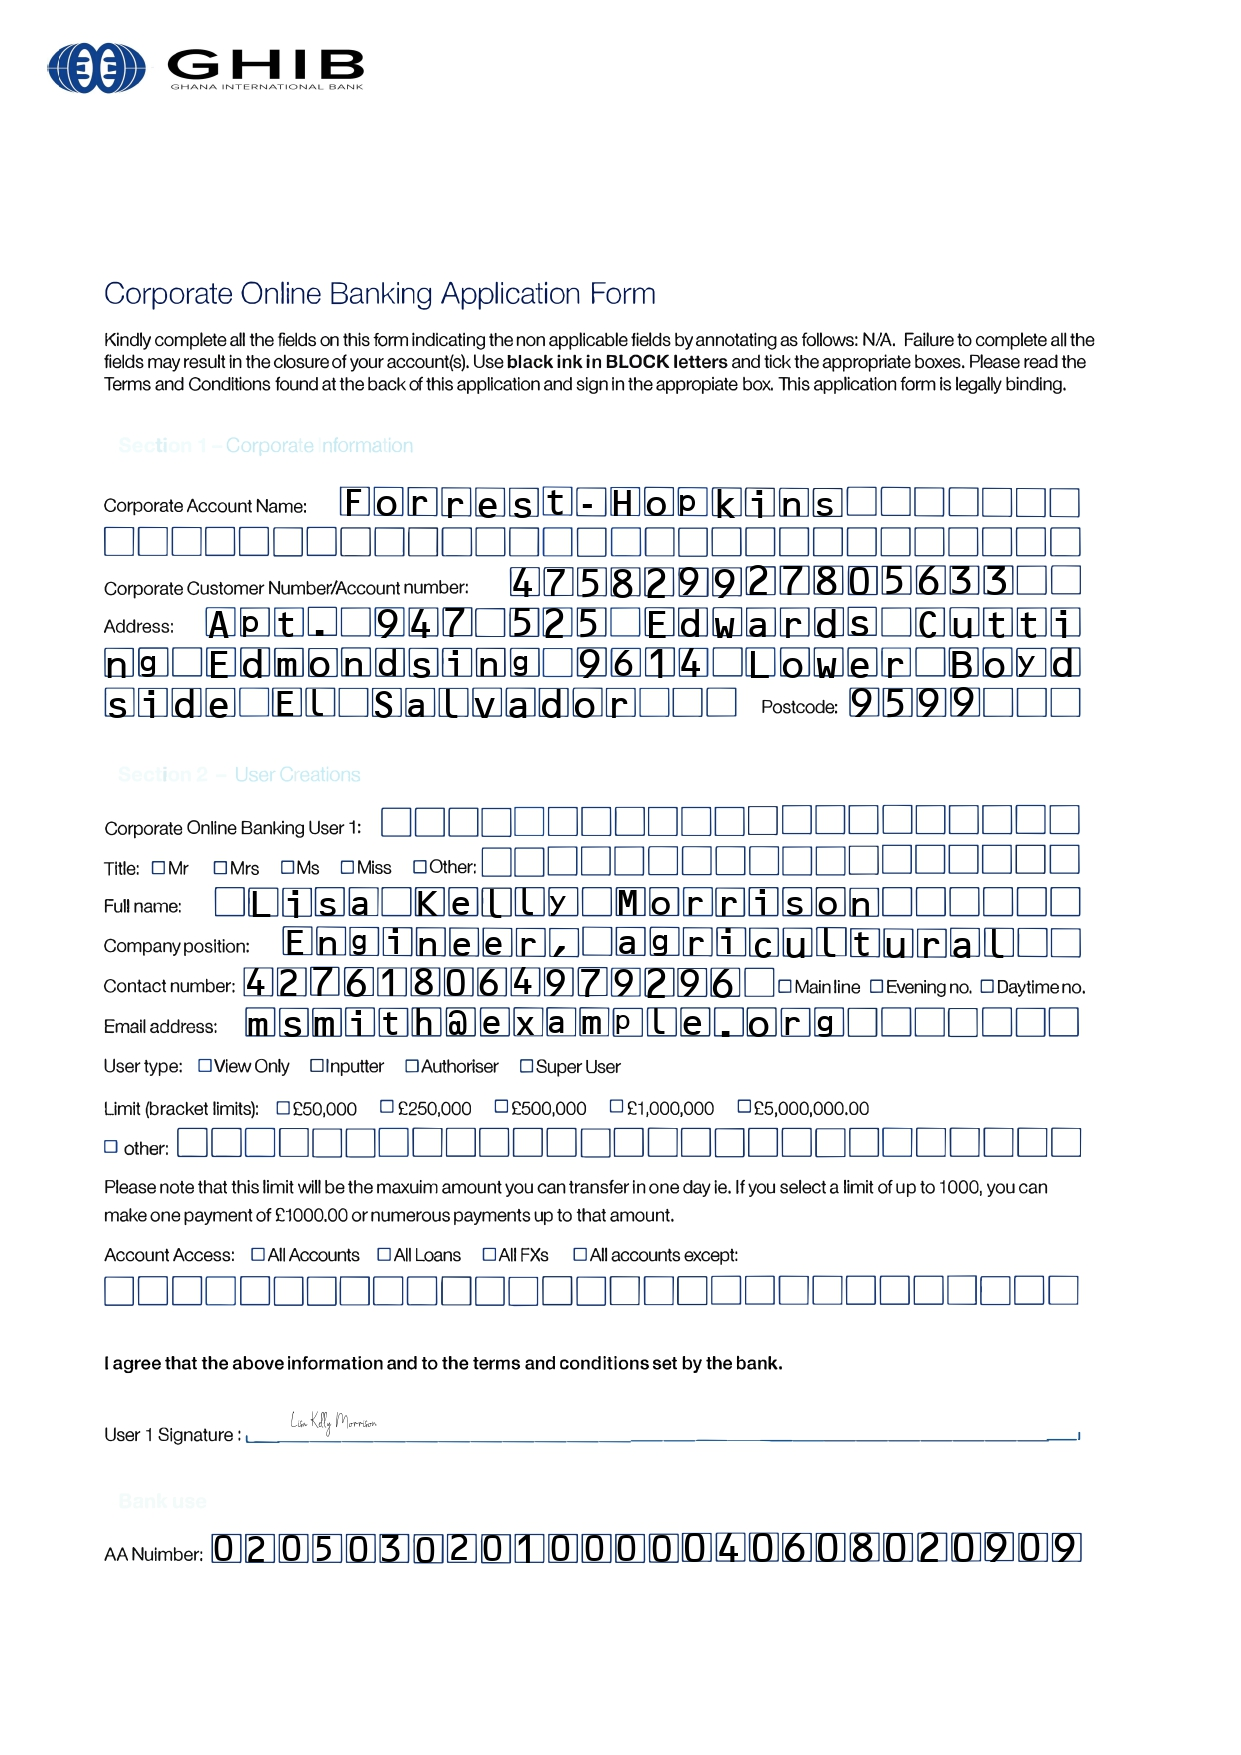 GHIB
GHANA INTERNATIONAL BANK
Corporate Online Banking Application Form
Kindly complete all the fields on this form indicating the non applicable fields by annotating as follows: N/A. Failure to complete all the
fields may result in the closure of your account(s). Use black ink in BLOCK letters and tick the appropriate boxes. Please read the
Terms and Conditions found at the back of this application and sign in the appropiate box. This application form is legally binding.
Section 1 – Corporate Information
Corporate Account Name: Forrest-Hopkins
Corporate Customer Number/Account number: 475829927805633
Address: Apt. 947 525 Edwards Cutti
ng Edmondsing 9614 Lower Boyd
side El Salvador Postcode: 9599
Section 2 – User Creations
Corporate Online Banking User 1:
Title: Mr Mrs Ms Miss Other:
Full name: Lisa Kelly Morrison
Company position: Engineer, agricultural
Contact number: 427618064979296 Main line Evening no. Daytime no.
Email address: msmith@example.org
User type: View Only Inputter Authoriser Super User
Limit (bracket limits): £50,000 £250,000 £500,000 £1,000,000 £5,000,000.00
other:
Please note that this limit will be the maxuim amount you can transfer in one day ie. If you select a limit of up to 1000, you can
make one payment of £1000.00 or numerous payments up to that amount.
Account Access: All Accounts All Loans All FXs All accounts except:
I agree that the above information and to the terms and conditions set by the bank.
User 1 Signature : Lisa Kelly Morrison
Bank use
AA Nuimber: 02050302010000040608020909